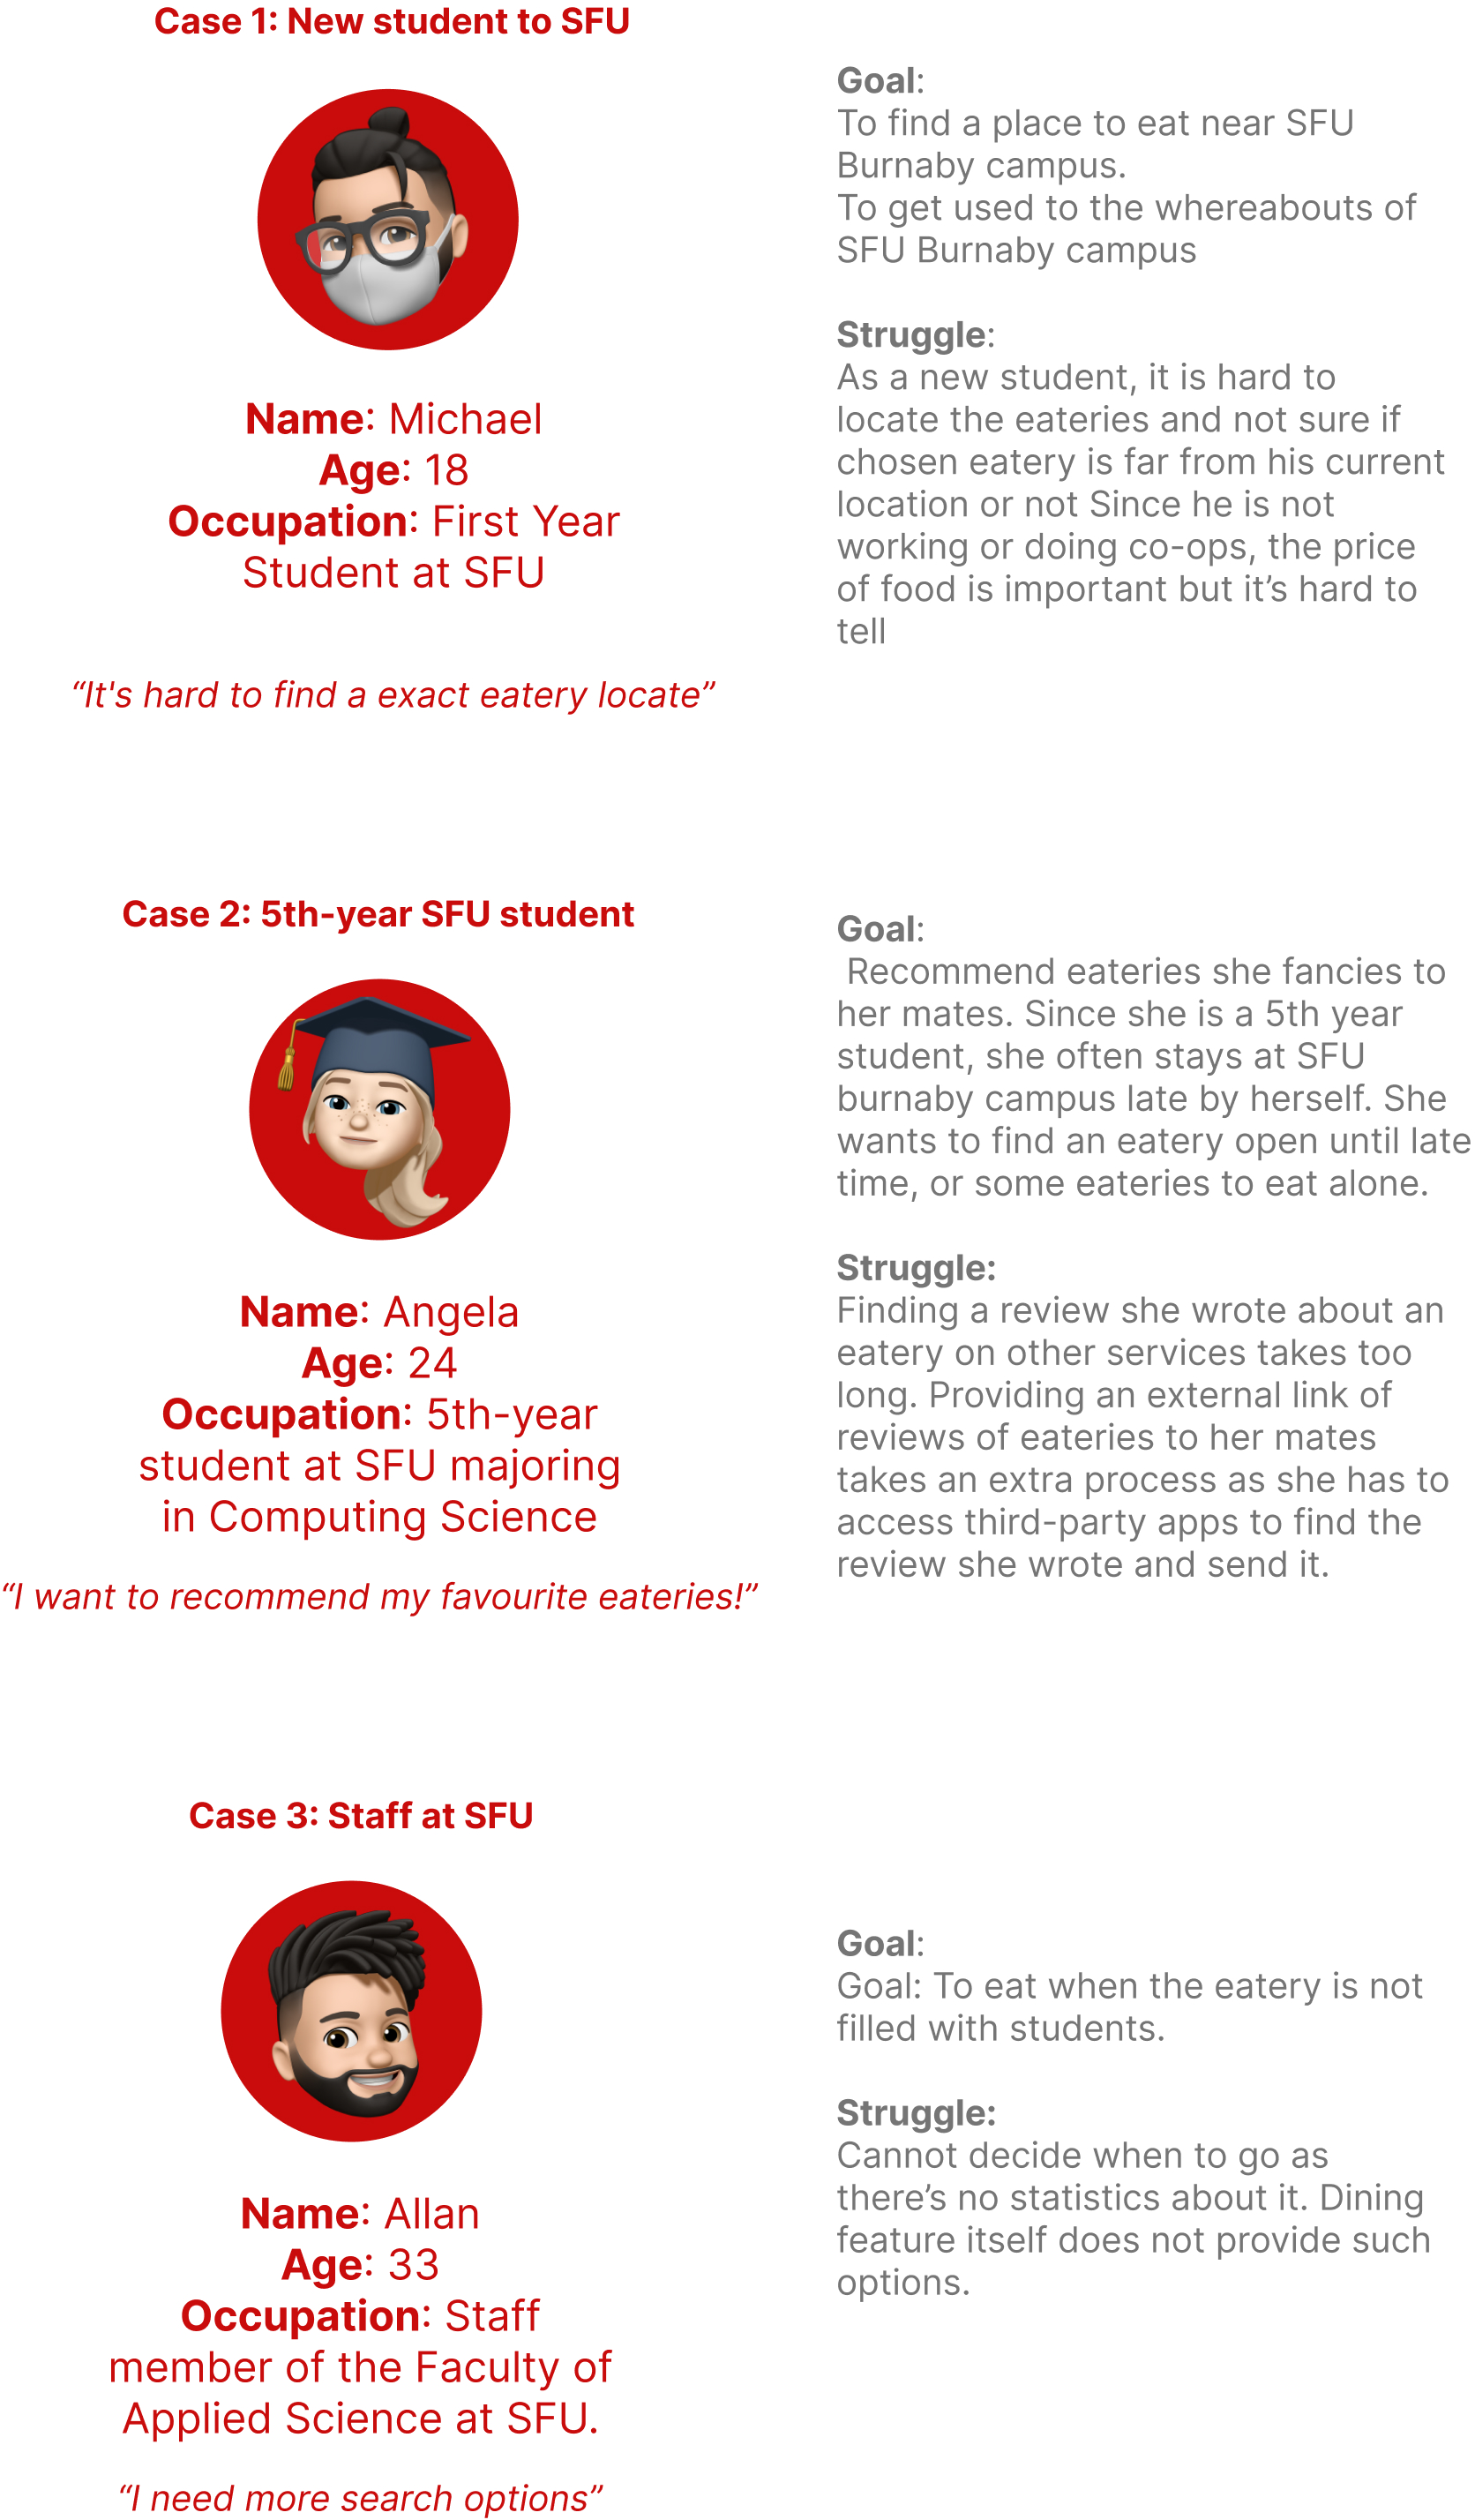 Case 1: New student to SFU
Name: Michael
Age: 18
Occupation: First Year
Student at SFU
“It's hard to find a exact eatery locate”
Goal:
To find a place to eat near SFU
Burnaby campus.
To get used to the whereabouts of
SFU Burnaby campus
Struggle:
As a new student, it is hard to
locate the eateries and not sure if
chosen eatery is far from his current
location or not Since he is not
working or doing co-ops, the price
of food is important but it’s hard to
tell
Case 2: 5th-year SFU student
Name: Angela
Age: 24
Occupation: 5th-year
student at SFU majoring
in Computing Science
“I want to recommend my favourite eateries!”
Goal:
Recommend eateries she fancies to
her mates. Since she is a 5th year
student, she often stays at SFU
burnaby campus late by herself. She
wants to find an eatery open until late
time, or some eateries to eat alone.
Struggle:
Finding a review she wrote about an
eatery on other services takes too
long. Providing an external link of
reviews of eateries to her mates
takes an extra process as she has to
access third-party apps to find the
review she wrote and send it.
Case 3: Staff at SFU
Name: Allan
Age: 33
Occupation: Staff
member of the Faculty of
Applied Science at SFU.
“I need more search options”
Goal:
Goal: To eat when the eatery is not
filled with students.
Struggle:
Cannot decide when to go as
there’s no statistics about it. Dining
feature itself does not provide such
options.